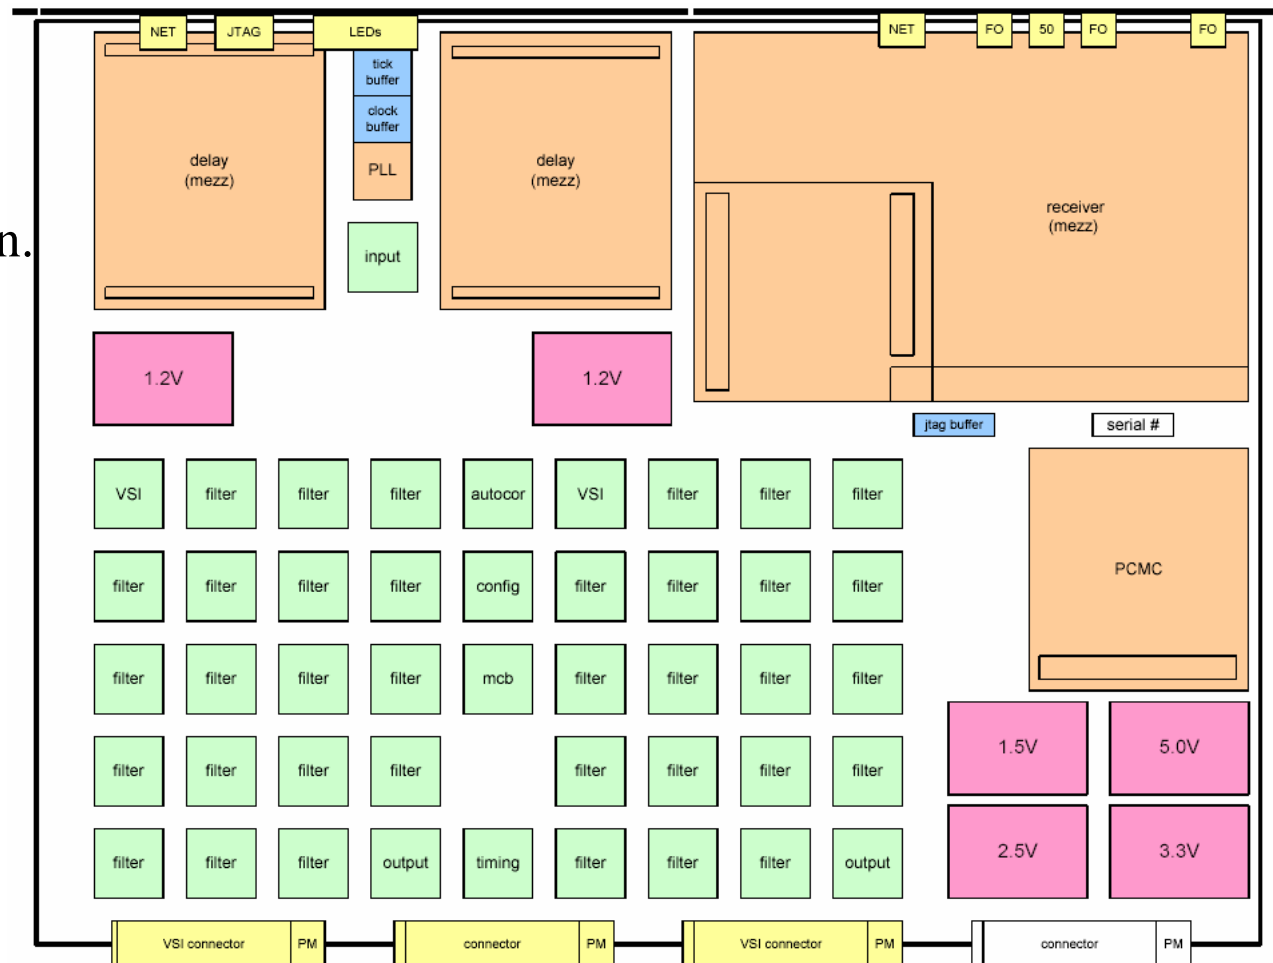 NET JTAG LEDs NET FO 50 FO FO
tick
buffer
clock
buffer
PLL
delay
(mezz)
delay
(mezz)
receiver
(mezz)
n.
input
1.2V 1.2V
jtag buffer serial #
VSI filter filter filter autocor VSI filter filter filter
PCMC
filter filter filter filter config filter filter filter filter
filter filter filter filter mcb filter filter filter filter
1.5V 5.0V
filter filter filter filter filter filter filter filter
2.5V 3.3V
filter filter filter output timing filter filter filter output
VSI connector PM connector PM VSI connector PM connector PM